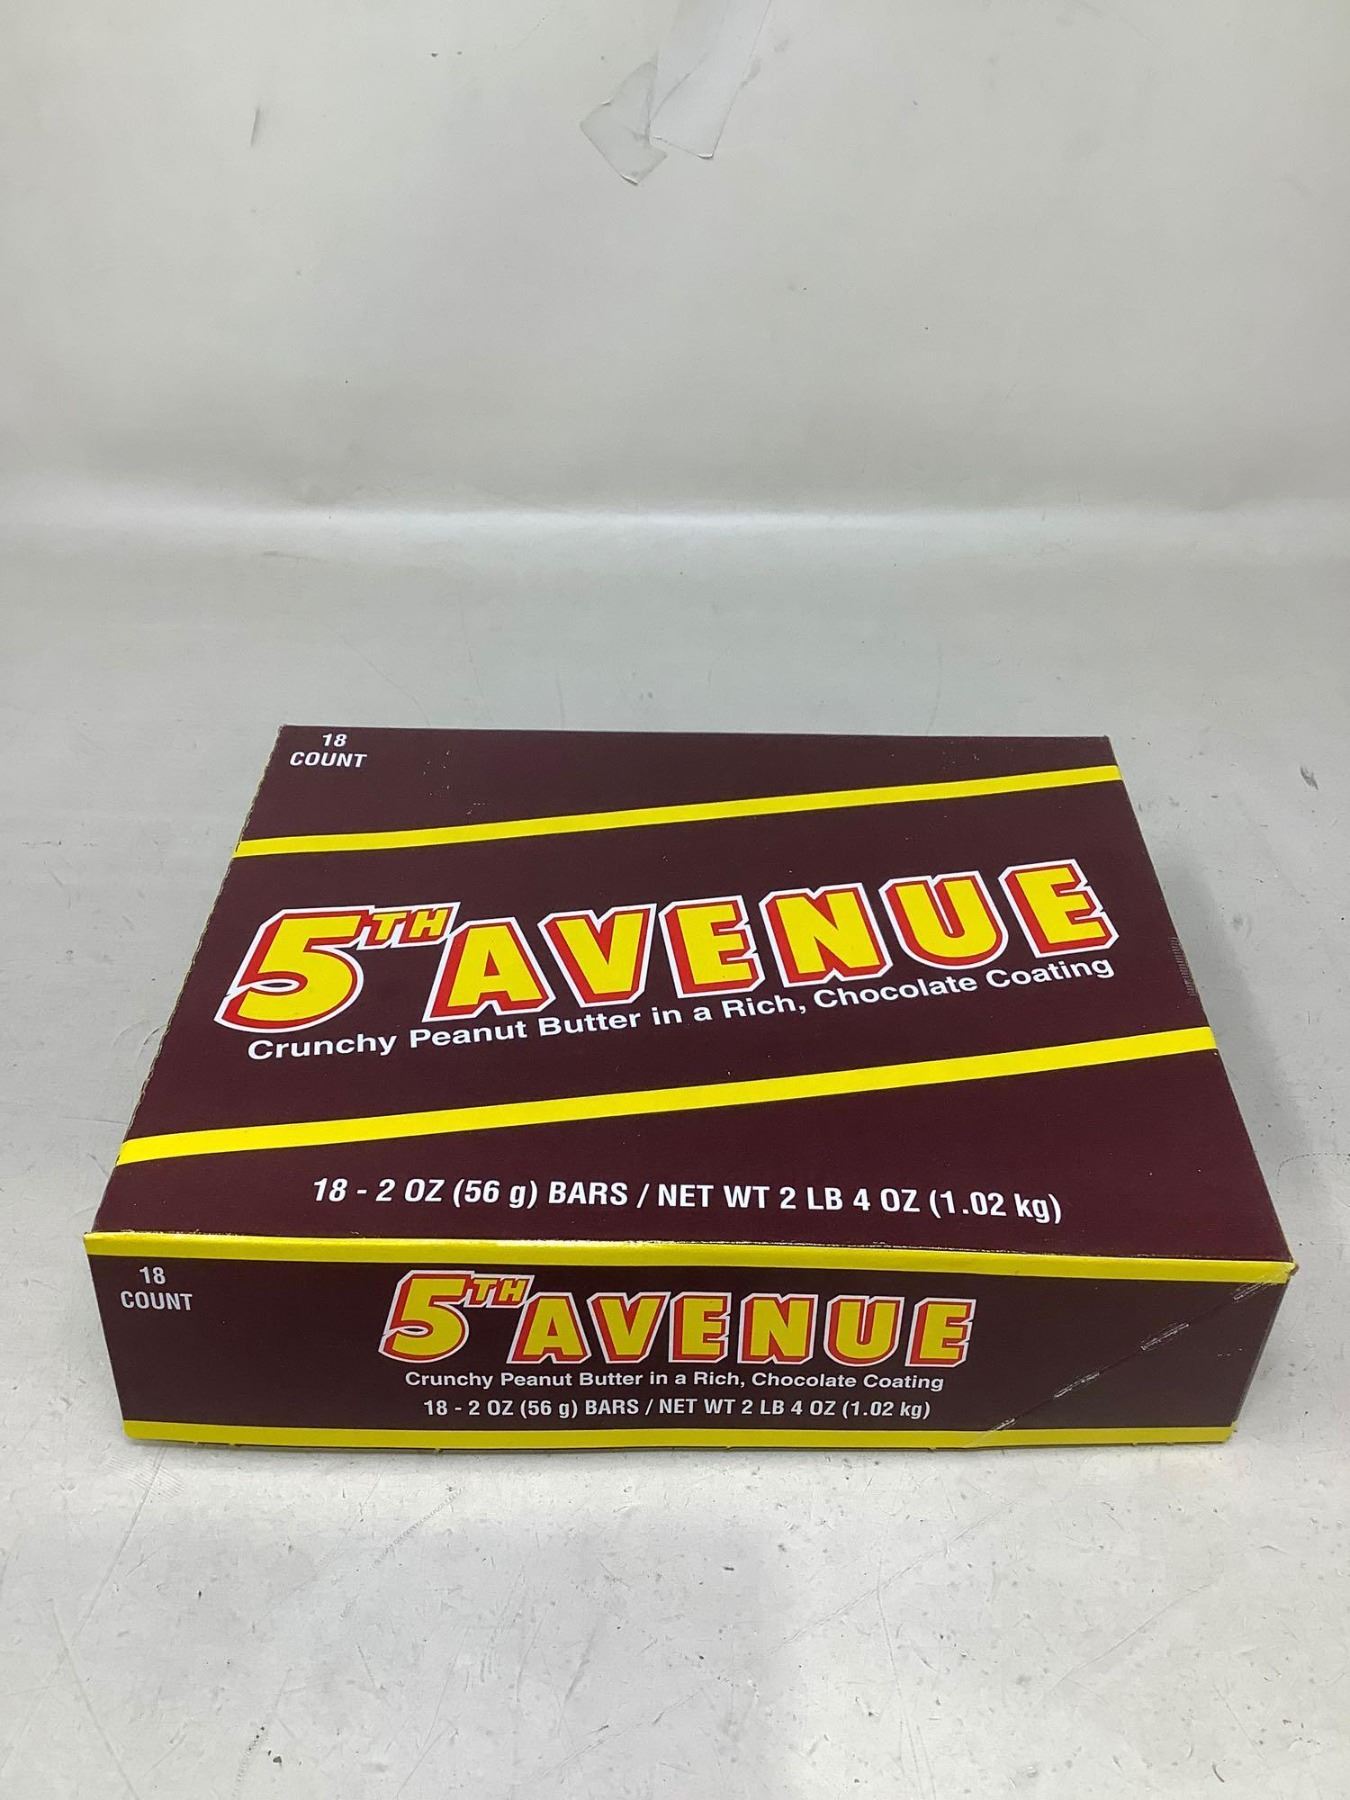 18
COUNT
5TH AVENUE
Crunchy Peanut Butter in a Rich, Chocolate Coating
18 - 2 OZ (56 g) BARS / NET WT 2 LB 4 OZ (1.02 kg)
18
COUNT
5TH AVENUE
Crunchy Peanut Butter in a Rich, Chocolate Coating
18 - 2 OZ (56 g) BARS / NET WT 2 LB 4 OZ (1.02 kg)